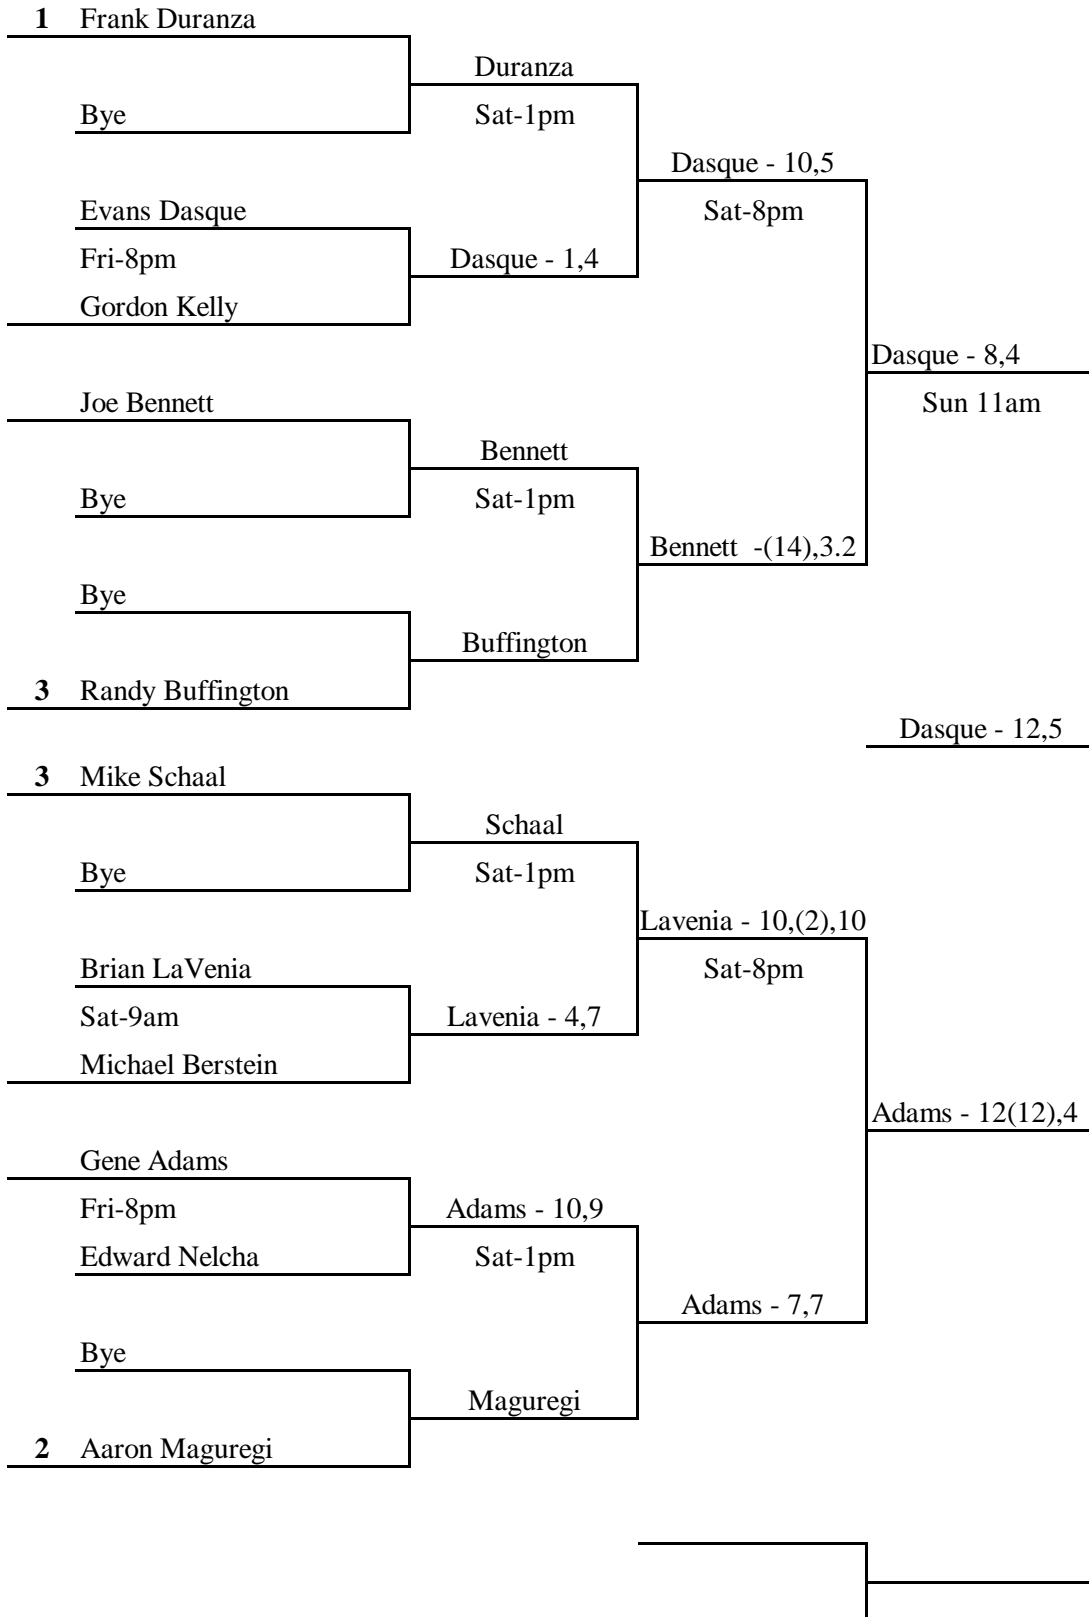 1 Frank Duranza
Duranza
Bye Sat-1pm
Dasque - 10,5
Evans Dasque Sat-8pm
Fri-8pm Dasque - 1,4
Gordon Kelly
Dasque - 8,4
Joe Bennett Sun 11am
Bennett
Bye Sat-1pm
Bennett -(14),3.2
Bye
Buffington
3 Randy Buffington
Dasque - 12,5
3 Mike Schaal
Schaal
Bye Sat-1pm
Lavenia - 10,(2),10
Brian LaVenia Sat-8pm
Sat-9am Lavenia - 4,7
Michael Berstein
Adams - 12(12),4
Gene Adams
Fri-8pm Adams - 10,9
Edward Nelcha Sat-1pm
Adams - 7,7
Bye
Maguregi
2 Aaron Maguregi